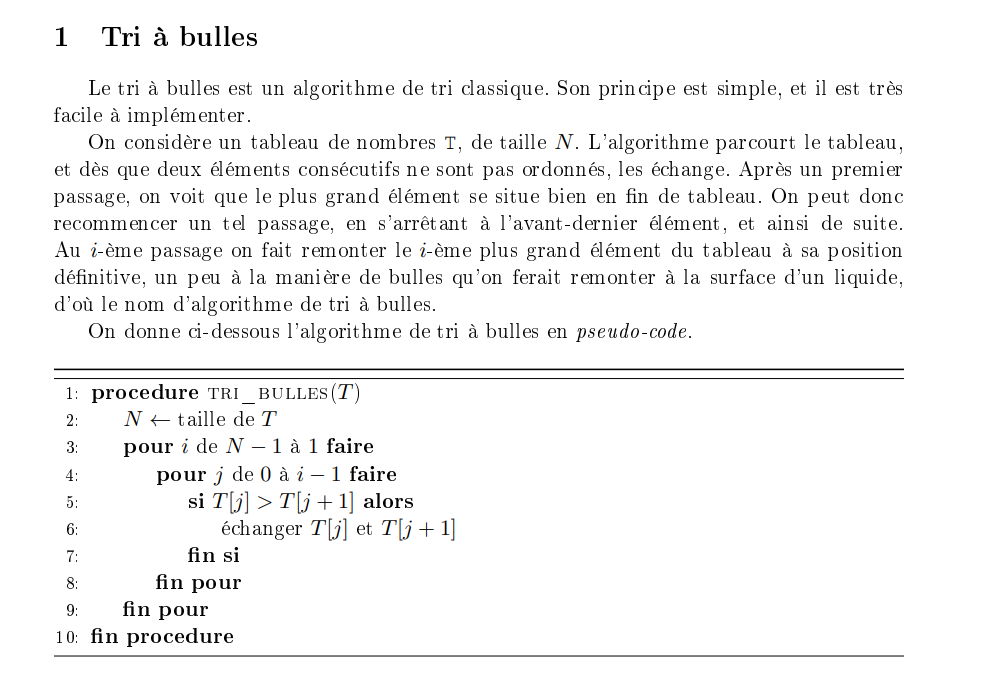 1 Tri à bulles
Le tri à bulles est un algorithme de tri classique. Son principe est simple, et il est très
facile à implémenter.
On considère un tableau de nombres T, de taille N. L'algorithme parcourt le tableau,
et dès que deux éléments consécutifs ne sont pas ordonnés, les échange. Après un premier
passage, on voit que le plus grand élément se situe bien en fin de tableau. On peut donc
recommencer un tel passage, en s'arrêtant à l'avant-dernier élément, et ainsi de suite.
Au i-ème passage on fait remonter le i-ème plus grand élément du tableau à sa position
définitive, un peu à la manière de bulles qu'on ferait remonter à la surface d'un liquide,
d'où le nom d'algorithme de tri à bulles.
On donne ci-dessous l'algorithme de tri à bulles en pseudo-code.
1: procedure TRI_BULLES(T)
2: N ← taille de T
3: pour i de N − 1 à 1 faire
4: pour j de 0 à i − 1 faire
5: si T[j] > T[j + 1] alors
6: échanger T[j] et T[j + 1]
7: fin si
8: fin pour
9: fin pour
10: fin procedure